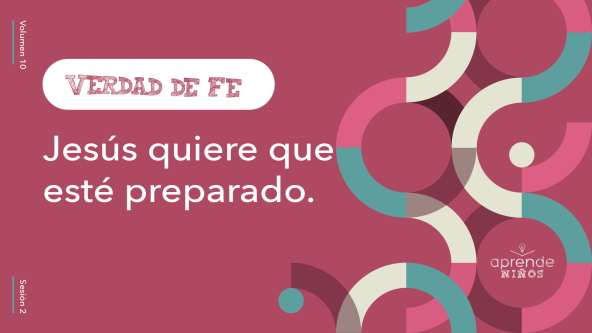 Volumen 10
VERDAD DE FE
Jesús quiere que
esté preparado.
Sesión 2
aprende
NIÑOS